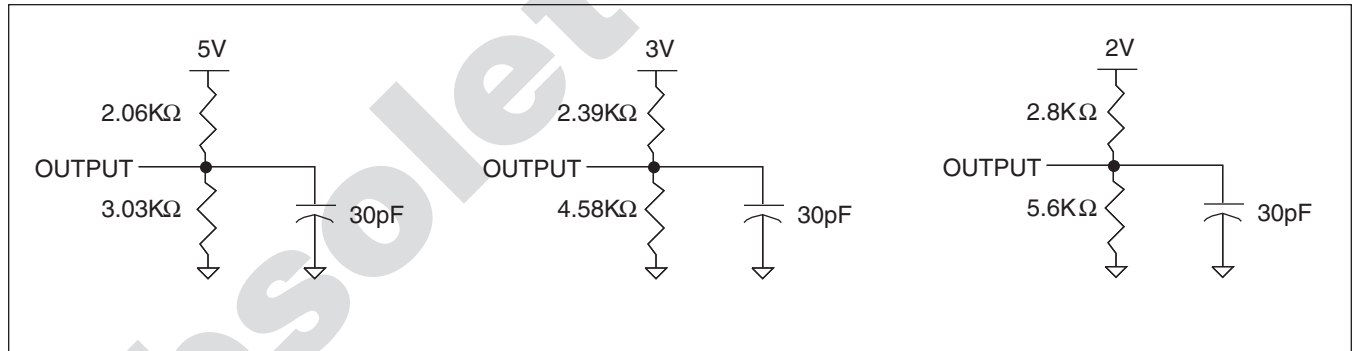 5V
2.06KΩ
OUTPUT
3.03KΩ
30pF
3V
2.39KΩ
OUTPUT
4.58KΩ
30pF
2V
2.8KΩ
OUTPUT
5.6KΩ
30pF
bsolet